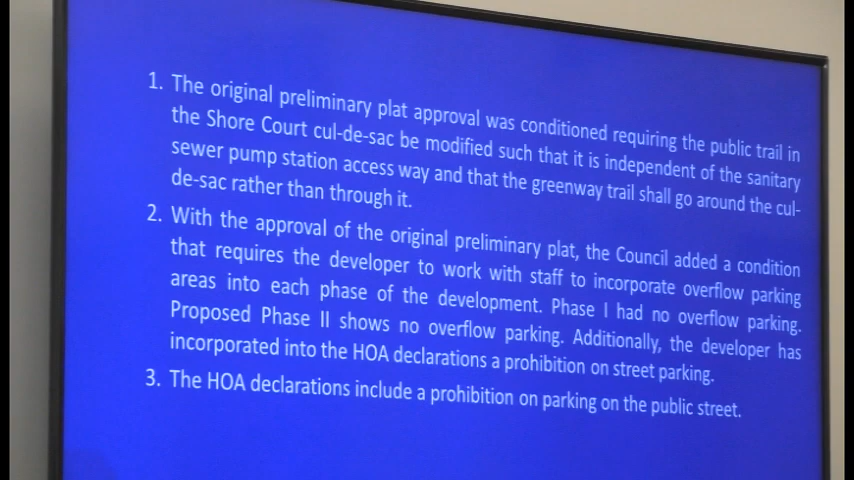 1. The original preliminary plat approval was conditioned requiring the public trail in
the Shore Court cul-de-sac be modified such that it is independent of the sanitary
sewer pump station access way and that the greenway trail shall go around the cul-
de-sac rather than through it.
2. With the approval of the original preliminary plat, the Council added a condition
that requires the developer to work with staff to incorporate overflow parking
areas into each phase of the development. Phase I had no overflow parking.
Proposed Phase II shows no overflow parking. Additionally, the developer has
incorporated into the HOA declarations a prohibition on street parking.
3. The HOA declarations include a prohibition on parking on the public street.